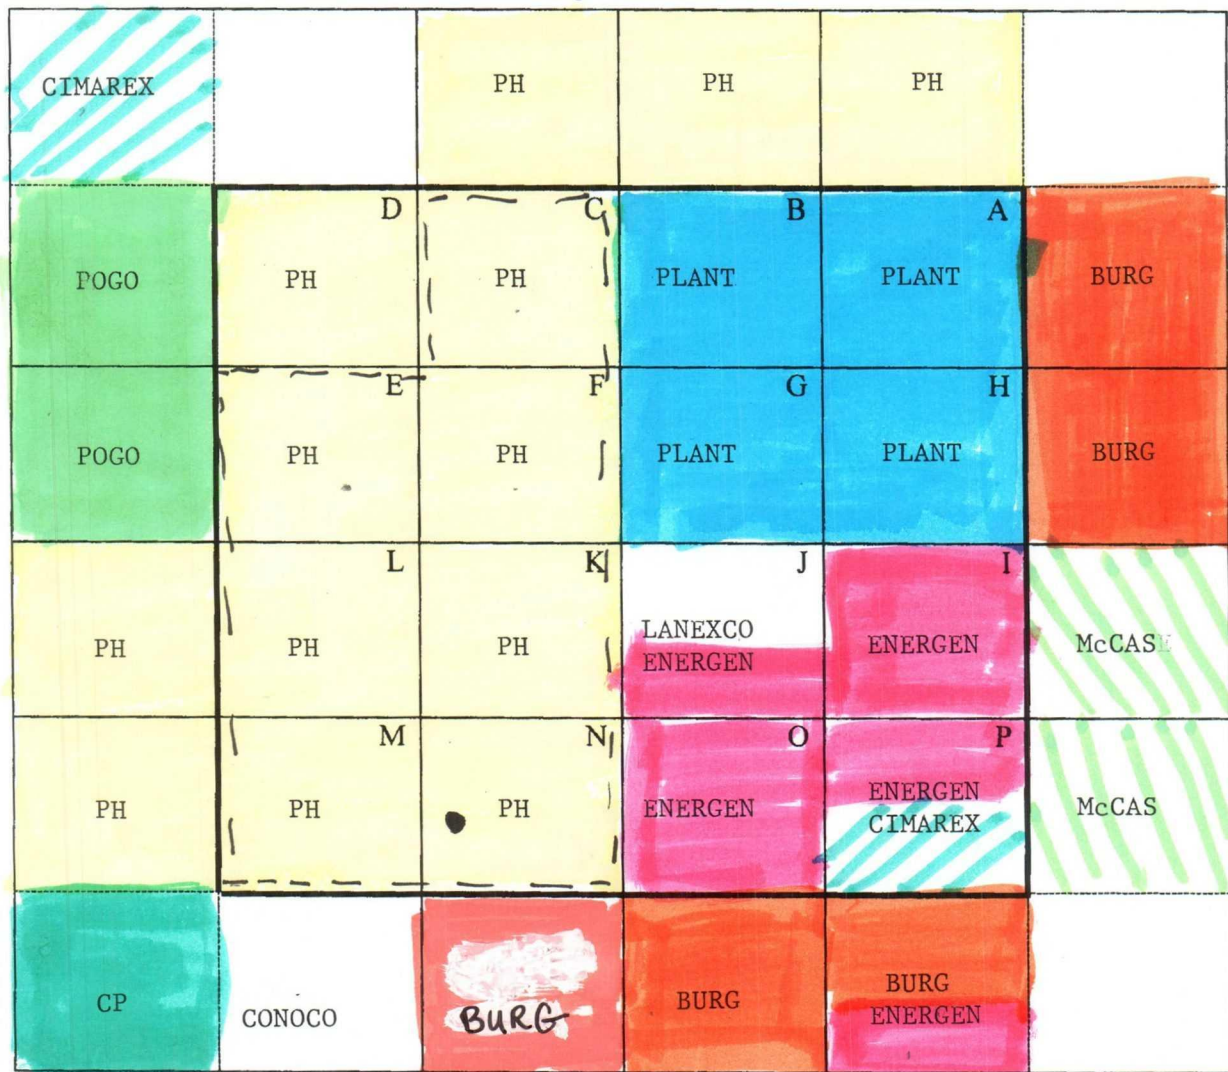 CIMAREX
PH
PH
PH
D
C
B
A
POGO
PH
PH
PLANT
PLANT
BURG
E
F
G
H
POGO
PH
PH
PLANT
PLANT
BURG
L
K
J
I
PH
PH
PH
LANEXCO
ENERGEN
ENERGEN
McCASE
M
N
O
P
PH
PH
PH
ENERGEN
ENERGEN
CIMAREX
McCAS
CP
CONOCO
BURG
BURG
BURG
ENERGEN